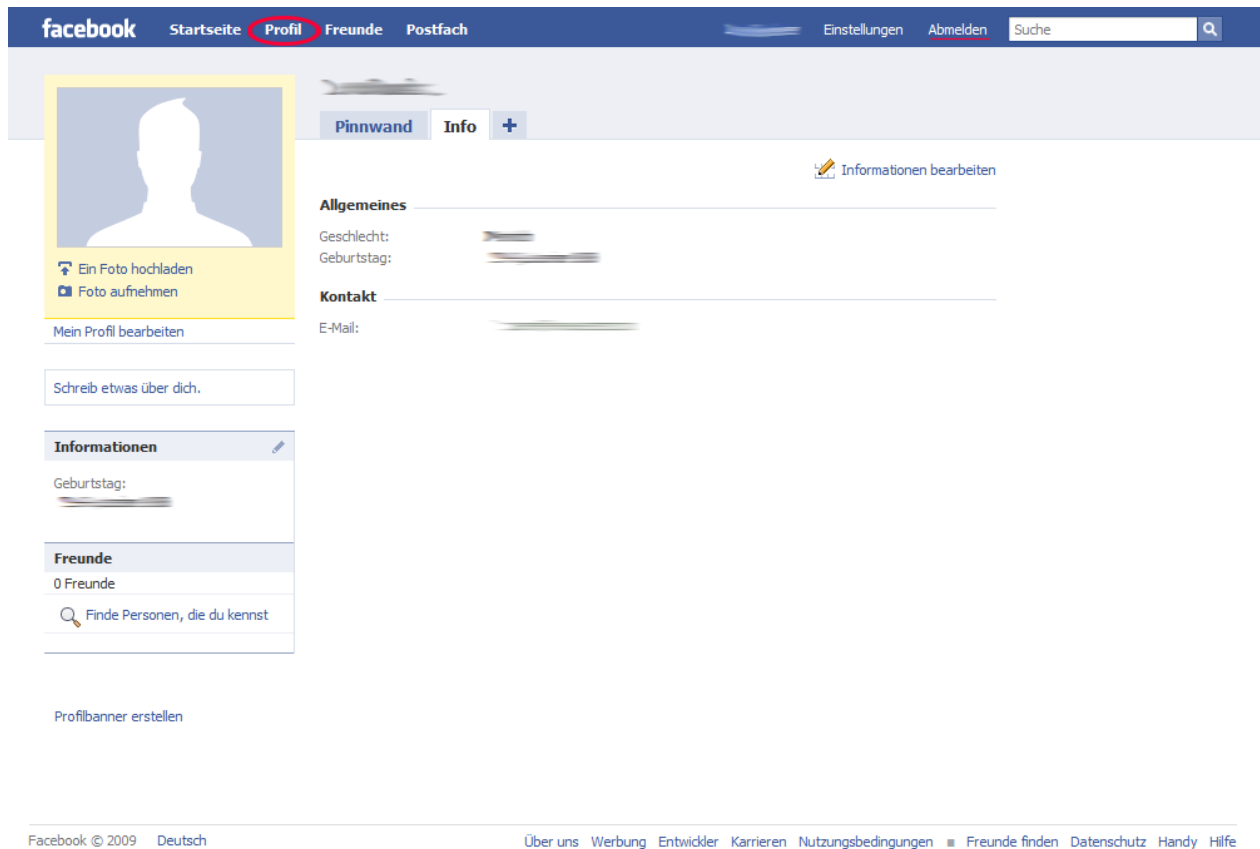 facebook Startseite Profil Freunde Postfach Einstellungen Abmelden Suche
Pinnwand Info +
Informationen bearbeiten
Allgemeines
Geschlecht:
Geburtstag:
Kontakt
E-Mail:
Ein Foto hochladen
Foto aufnehmen
Mein Profil bearbeiten
Schreib etwas über dich.
Informationen
Geburtstag:
Freunde
0 Freunde
Finde Personen, die du kennst
Profilbanner erstellen
Facebook © 2009 Deutsch Über uns Werbung Entwickler Karrieren Nutzungsbedingungen ■ Freunde finden Datenschutz Handy Hilfe